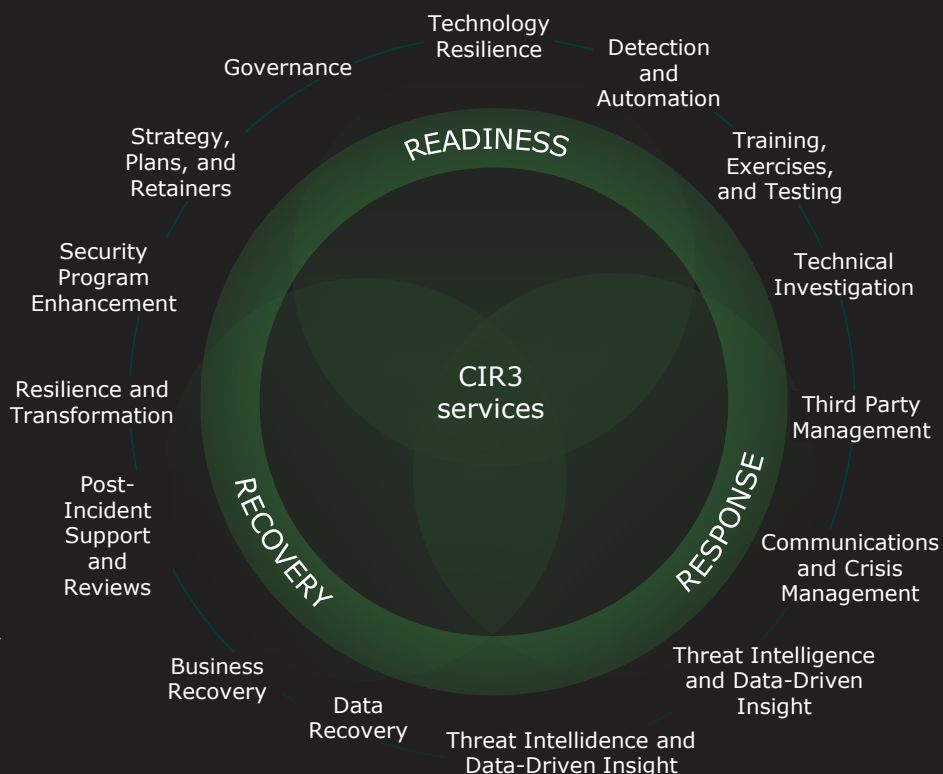 Technology
Resilience
Detection
and
Automation
Training,
Exercises,
and Testing
Technical
Investigation
Third Party
Management
Communications
and Crisis
Management
Threat Intelligence
and Data-Driven
Insight
Threat Intellidence and
Data-Driven Insight
Data
Recovery
Business
Recovery
Post-
Incident
Support
and
Reviews
Resilience and
Transformation
Security
Program
Enhancement
Strategy,
Plans, and
Retainers
Governance
READINESS
RESPONSE
RECOVERY
CIR3
services